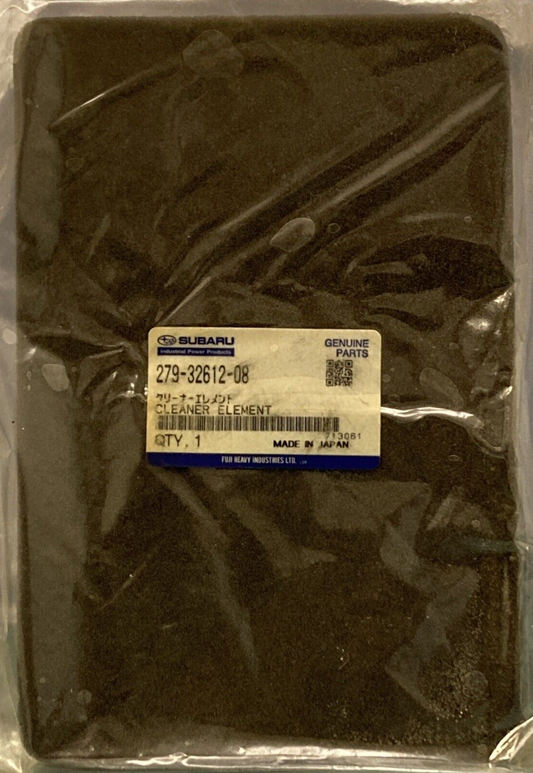 SUBARU
Industrial Power Products
GENUINE
PARTS
279-32612-08
クリーナーエレメント
CLEANER ELEMENT
713081
QTY. 1
MADE IN JAPAN
FUJI HEAVY INDUSTRIES LTD.